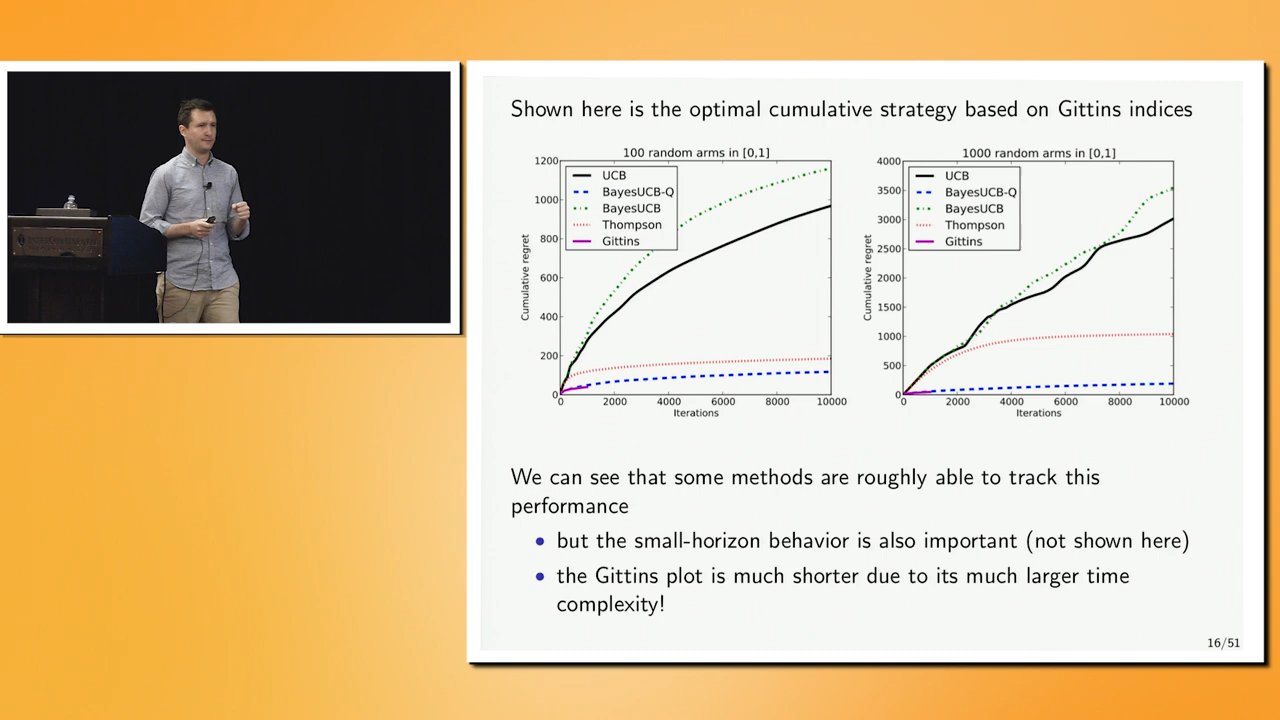 Shown here is the optimal cumulative strategy based on Gittins indices
100 random arms in [0,1]
1200
1000
800
600
400
200
0
Cumulative regret
UCB
BayesUCB-Q
BayesUCB
Thompson
Gittins
0 2000 4000 6000 8000 10000
Iterations
1000 random arms in [0,1]
4000
3500
3000
2500
2000
1500
1000
500
0
Cumulative regret
UCB
BayesUCB-Q
BayesUCB
Thompson
Gittins
0 2000 4000 6000 8000 10000
Iterations
We can see that some methods are roughly able to track this
performance
• but the small-horizon behavior is also important (not shown here)
• the Gittins plot is much shorter due to its much larger time
complexity!
16/51